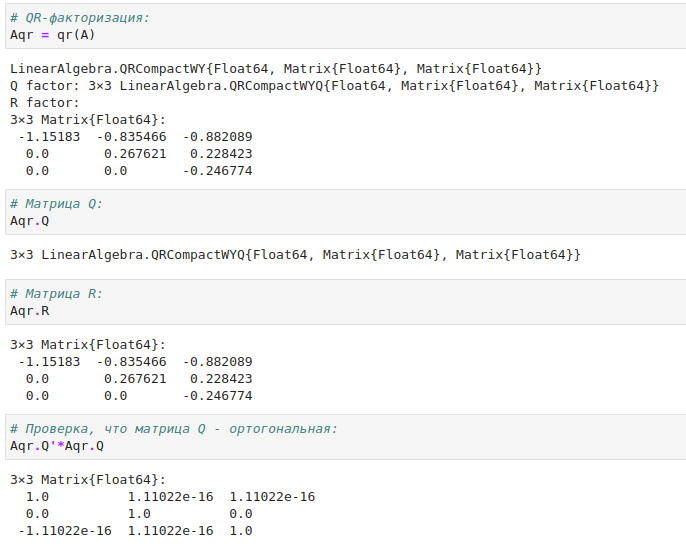 # QR-факторизация:
Aqr = qr(A)
LinearAlgebra.QRCompactWY{Float64, Matrix{Float64}, Matrix{Float64}}
Q factor: 3×3 LinearAlgebra.QRCompactWYQ{Float64, Matrix{Float64}, Matrix{Float64}}
R factor:
3×3 Matrix{Float64}:
 -1.15183  -0.835466  -0.882089
  0.0       0.267621   0.228423
  0.0       0.0       -0.246774
# Матрица Q:
Aqr.Q
3×3 LinearAlgebra.QRCompactWYQ{Float64, Matrix{Float64}, Matrix{Float64}}
# Матрица R:
Aqr.R
3×3 Matrix{Float64}:
 -1.15183  -0.835466  -0.882089
  0.0       0.267621   0.228423
  0.0       0.0       -0.246774
# Проверка, что матрица Q - ортогональная:
Aqr.Q'*Aqr.Q
3×3 Matrix{Float64}:
  1.0          1.11022e-16  1.11022e-16
  0.0          1.0          0.0
 -1.11022e-16  1.11022e-16  1.0